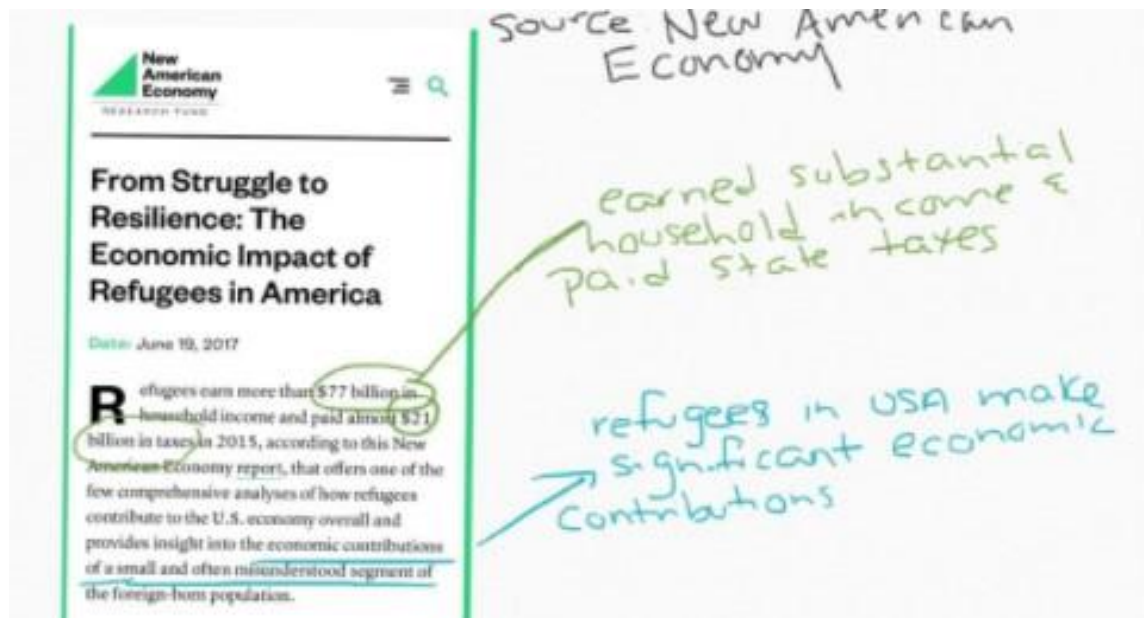 source New American
Economy
New
American
Economy
RESEARCH FUND
From Struggle to
Resilience: The
Economic Impact of
Refugees in America
Date: June 19, 2017
Refugees earn more than $77 billion in
household income and paid almost $21
billion in taxes in 2015, according to this New
American Economy report, that offers one of the
few comprehensive analyses of how refugees
contribute to the U.S. economy overall and
provides insight into the economic contributions
of a small and often misunderstood segment of
the foreign-born population.
earned substantial
household income &
paid state taxes
refugees in USA make
significant economic
contributions